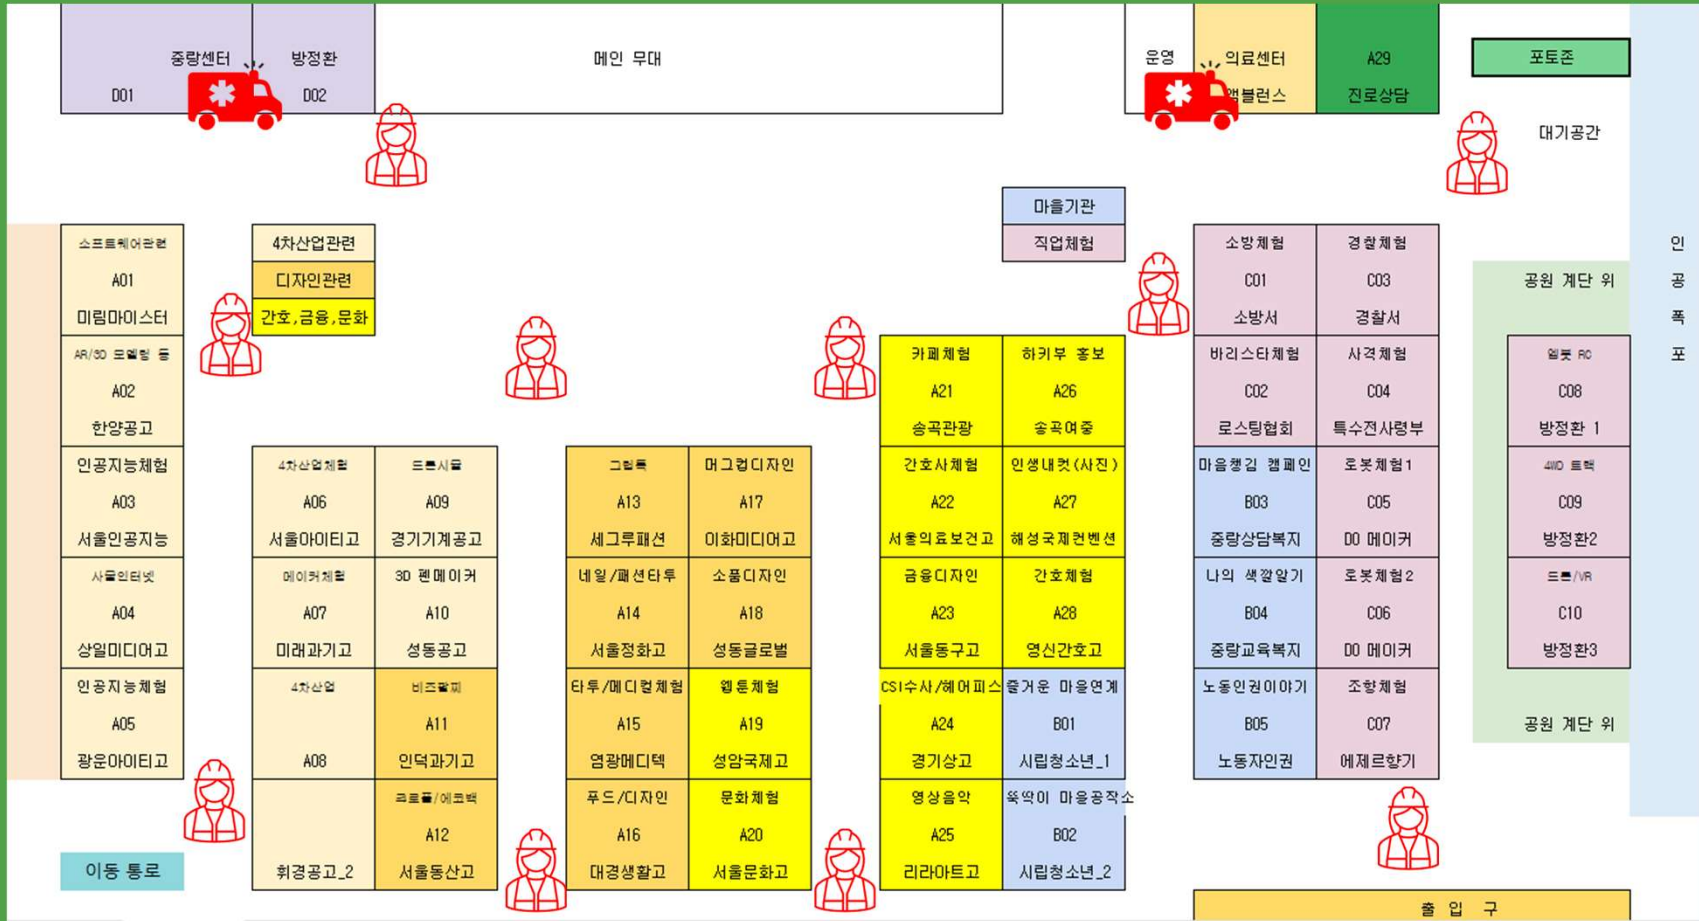 중랑센터
D01
방정환
D02
메인 무대
운영
의료센터
앰블런스
A29
진로상담
포토존
대기공간
마을기관
직업체험
4차산업관련
디자인관련
간호,금융,문화
소프트웨어관련
A01
미림마이스터
AR/3D 모델링 등
A02
한양공고
인공지능체험
A03
서울인공지능
사물인터넷
A04
상일미디어고
인공지능체험
A05
광운아이티고
4차산업체험
A06
서울아이티고
메이커체험
A07
미래과기고
4차산업
A08
휘경공고_2
드론시뮬
A09
경기기계공고
3D 펜메이커
A10
성동공고
비즈팔찌
A11
인덕과기고
크로플/에코백
A12
서울동산고
그립톡
A13
세그루패션
네일/패션타투
A14
서울정화고
타투/메디컬체험
A15
염광메디텍
푸드/디자인
A16
대경생활고
머그컵디자인
A17
이화미디어고
소품디자인
A18
성동글로벌
웹툰체험
A19
성암국제고
문화체험
A20
서울문화고
카페체험
A21
송곡관광
간호사체험
A22
서울의료보건고
금융디자인
A23
서울동구고
CSI수사/헤어피스
A24
경기상고
영상음악
A25
리라아트고
하키부 홍보
A26
송곡여중
인생내컷(사진)
A27
해성국제컨벤션
간호체험
A28
영신간호고
즐거운 마을연계
B01
시립청소년_1
뚝딱이 마을공작소
B02
시립청소년_2
소방체험
C01
소방서
바리스타체험
C02
로스팅협회
마음챙김 캠페인
B03
중랑상담복지
나의 색깔알기
B04
중랑교육복지
노동인권이야기
B05
노동자인권
경찰체험
C03
경찰서
사격체험
C04
특수전사령부
로봇체험1
C05
DO 메이커
로봇체험2
C06
DO 메이커
조향체험
C07
에제르향기
공원 계단 위
RC
C08
방정환 1
4WD 트랙
C09
방정환2
드론/VR
C10
방정환3
공원 계단 위
인
공
폭
포
이동 통로
출 입 구